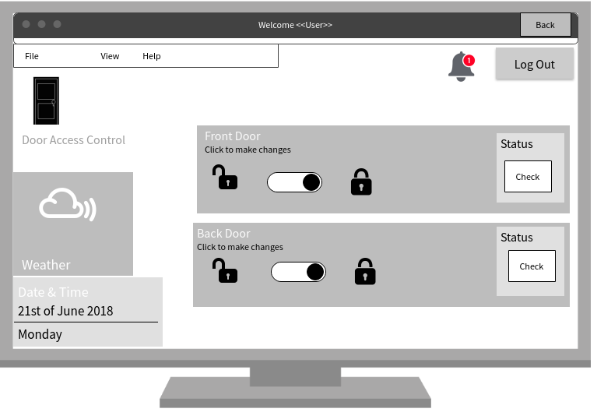 Welcome <<User>>
Back
File View Help
1
Log Out
Door Access Control
Front Door
Click to make changes
Status
Check
Weather
Back Door
Click to make changes
Status
Check
Date & Time
21st of June 2018
Monday